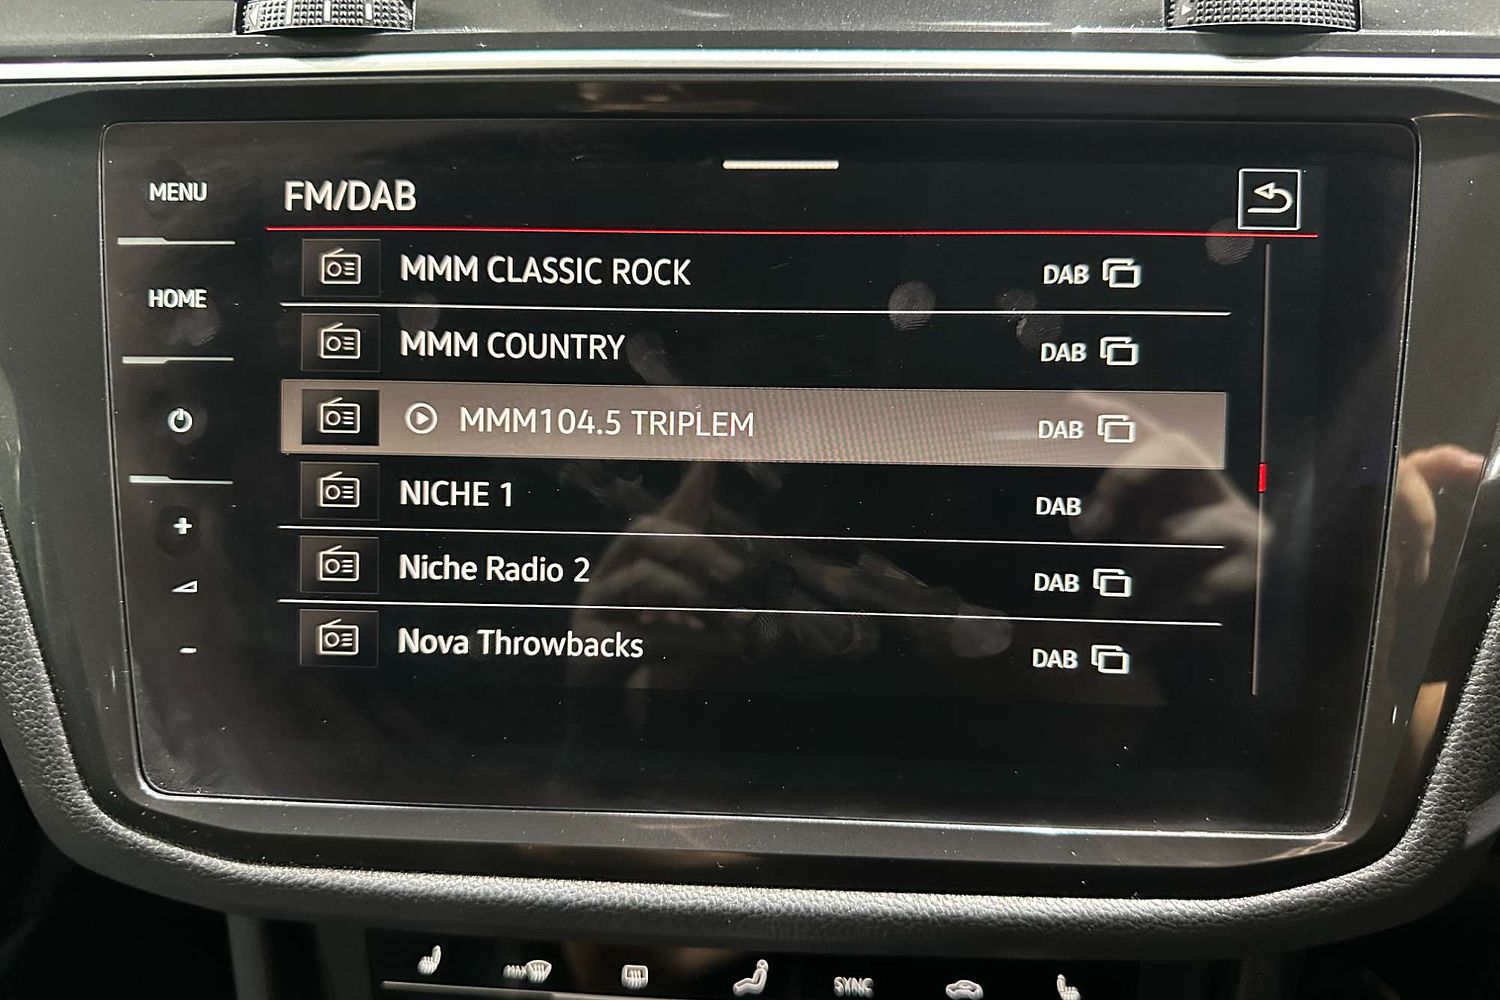 MENU
FM/DAB
HOME
MMM CLASSIC ROCK DAB
MMM COUNTRY DAB
MMM104.5 TRIPLEM DAB
NICHE 1 DAB
Niche Radio 2 DAB
Nova Throwbacks DAB
+
-
MAX
SYNC